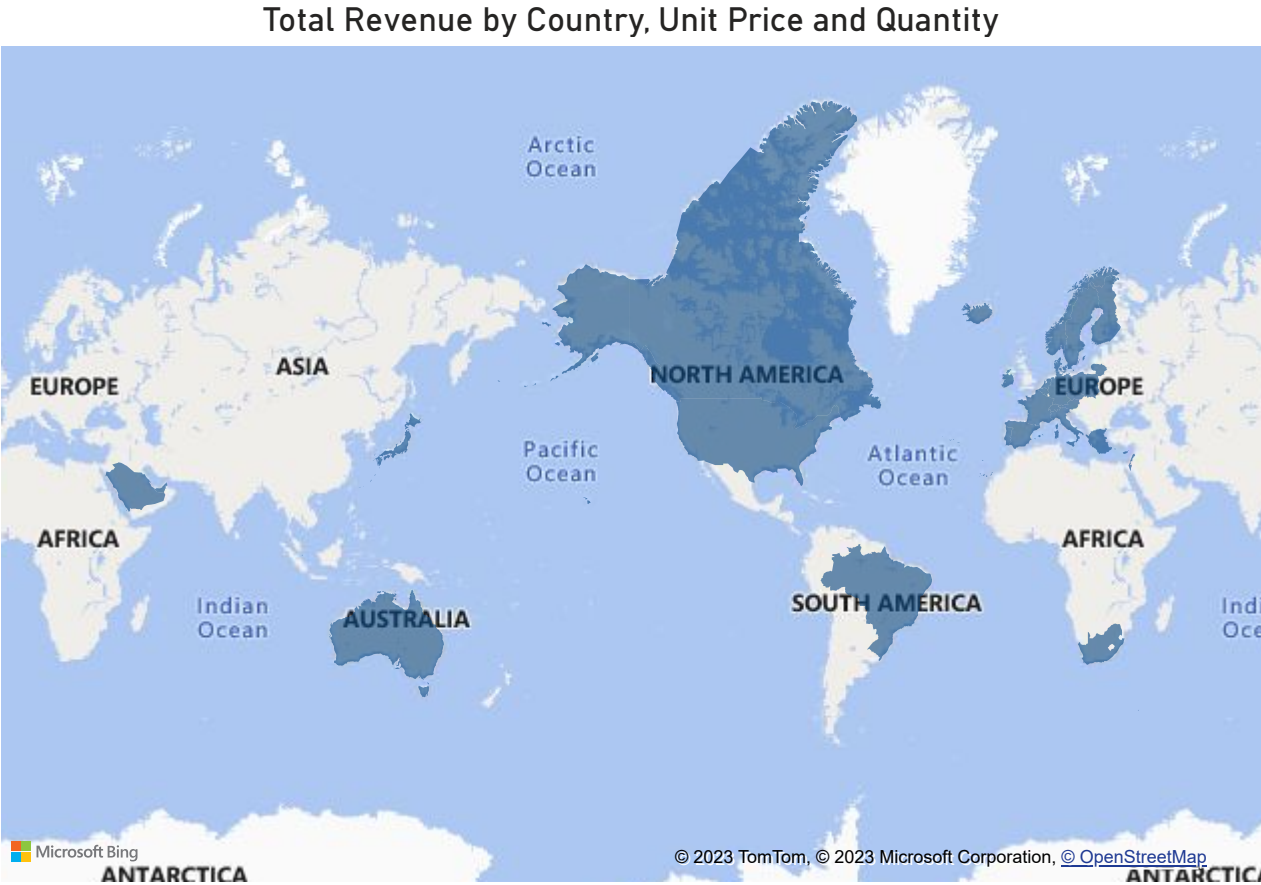 Total Revenue by Country, Unit Price and Quantity
Arctic
Ocean
ASIA
EUROPE
NORTH AMERICA
EUROPE
Pacific
Ocean
Atlantic
Ocean
AFRICA
AFRICA
Indian
Ocean
AUSTRALIA
SOUTH AMERICA
Indi
Oce
Microsoft Bing
© 2023 TomTom, © 2023 Microsoft Corporation, © OpenStreetMap
ANTARCTICA
ANTARCTICA